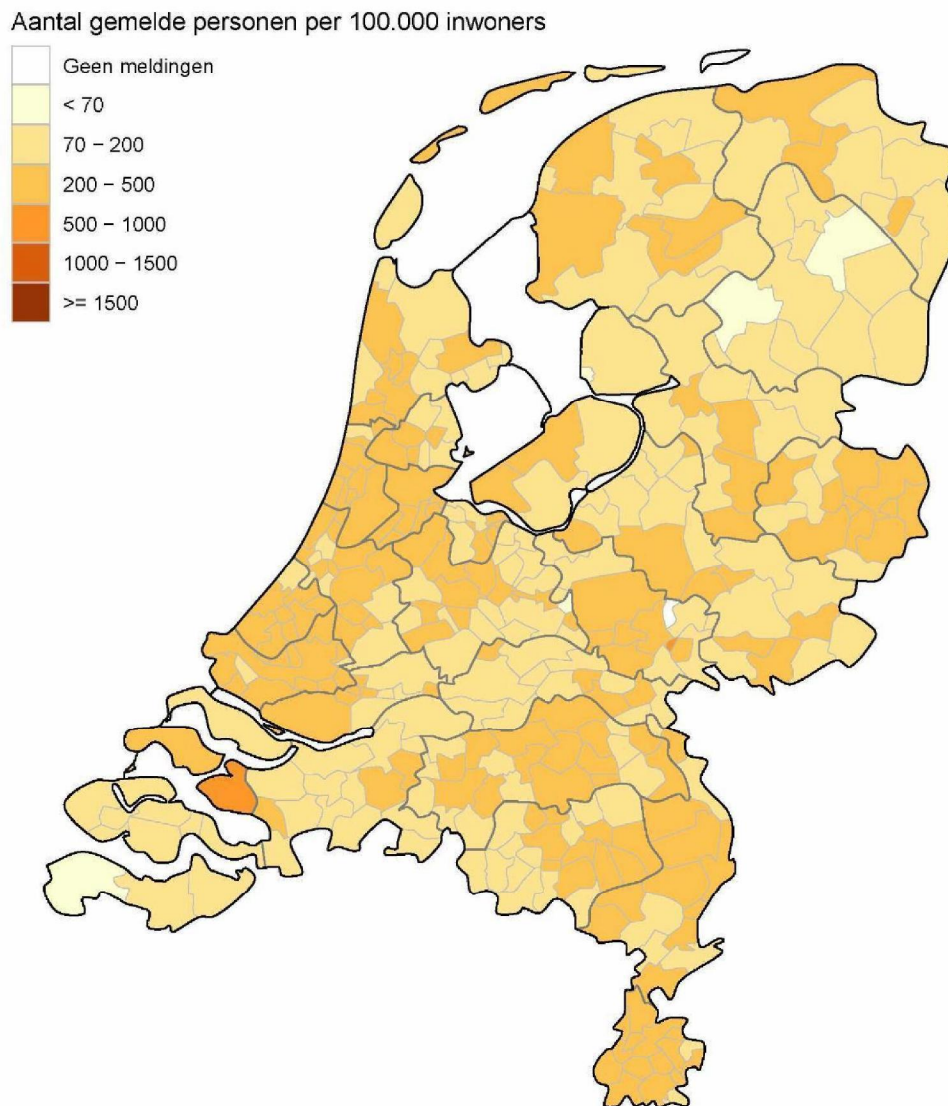 Aantal gemelde personen per 100.000 inwoners
Geen meldingen
< 70
70 − 200
200 − 500
500 − 1000
1000 − 1500
>= 1500